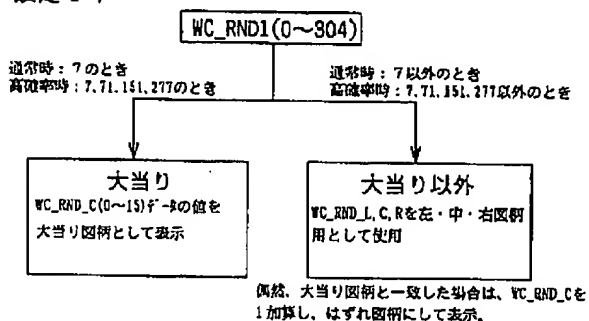 WC_RND1(0～304)
通常時：7のとき
高確率時：7,71,151,277のとき
通常時：7以外のとき
高確率時：7,71,151,277以外のとき
大当り
WC_RND_C(0～15)ﾃﾞｰﾀの値を
大当り図柄として表示
大当り以外
WC_RND_L,C,Rを左・中・右図柄
用として使用
偶然、大当り図柄と一致した場合は、WC_RND_Cを
1加算し、はずれ図柄にして表示。